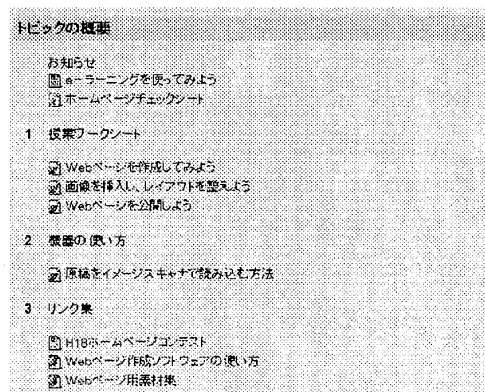 トピックの概要
お知らせ
e-ラーニングを使ってみよう
ホームページチェックシート
1 授業ワークシート
Webページを作成してみよう
画像を挿入し、レイアウトを整えよう
Webページを公開しよう
2 機器の使い方
原稿をイメージスキャナで読み込む方法
3 リンク集
H18ホームページコンテスト
Webページ作成ソフトウェアの使い方
Webページ用素材集